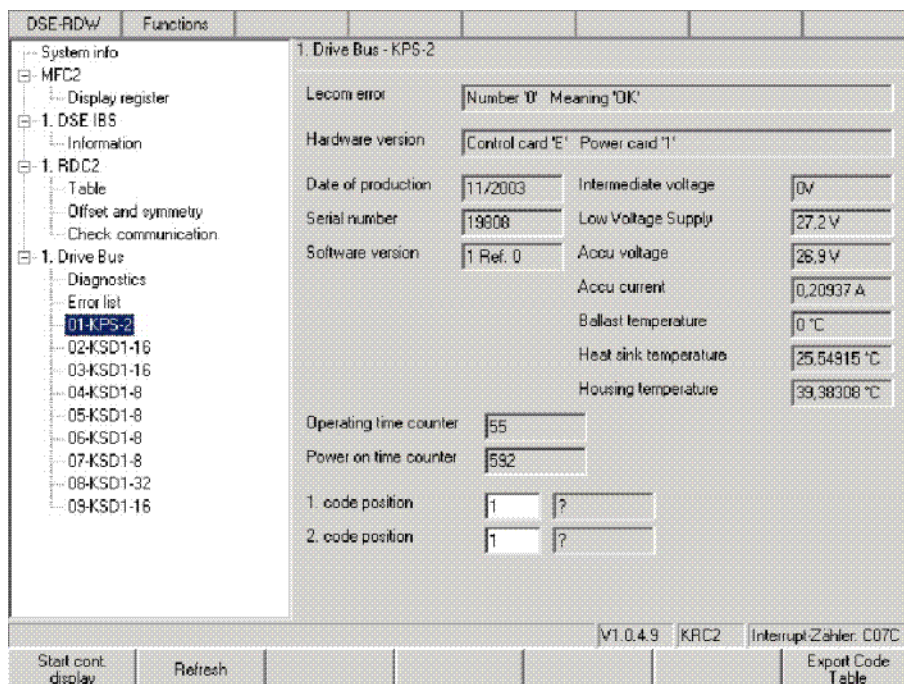 DSE-RDW Functions
System info
MFC2
Display register
1. DSE IBS
Information
1. RDC2
Table
Offset and symmetry
Check communication
1. Drive Bus
Diagnostics
Error list
01-KPS-2
02-KSD1-16
03-KSD1-16
04-KSD1-8
05-KSD1-8
06-KSD1-8
07-KSD1-8
08-KSD1-32
09-KSD1-16
1. Drive Bus - KPS-2
Lecom error Number '0' Meaning 'OK'
Hardware version Control card 'E' Power card '1'
Date of production 11/2003 Intermediate voltage 0V
Serial number 19808 Low Voltage Supply 27,2 V
Software version 1 Ref. 0 Accu voltage 26,9 V
Accu current 0,20937 A
Ballast temperature 0 °C
Heat sink temperature 25,54915 °C
Housing temperature 39,38308 °C
Operating time counter 55
Power on time counter 592
1. code position 1 ?
2. code position 1 ?
V1.0.4.9 KRC2 Interrupt-Zähler: C07C
Start cont. display Refresh Export Code Table